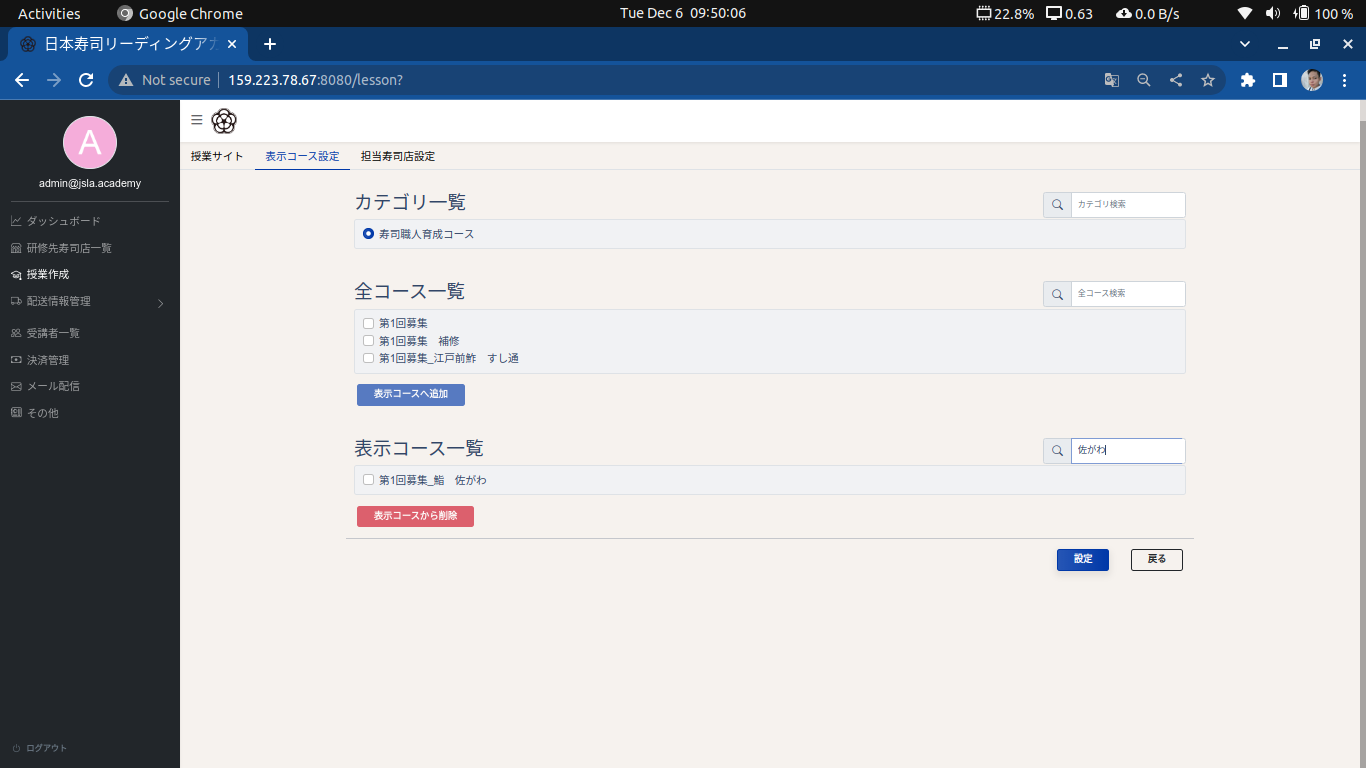 Activities
Google Chrome
Tue Dec 6 09:50:06
22.8%
0.63
0.0 B/s
100 %
日本寿司リーディングアカ
Not secure
159.223.78.67:8080/lesson?
A
admin@jsla.academy
ダッシュボード
研修先寿司店一覧
授業作成
配送情報管理
受講者一覧
決済管理
メール配信
その他
ログアウト
授業サイト
表示コース設定
担当寿司店設定
カテゴリ一覧
カテゴリ検索
寿司職人育成コース
全コース一覧
全コース検索
第1回募集
第1回募集　補修
第1回募集_江戸前鮓　すし通
表示コースへ追加
表示コース一覧
佐がわ
第1回募集_鮨　佐がわ
表示コースから削除
設定
戻る